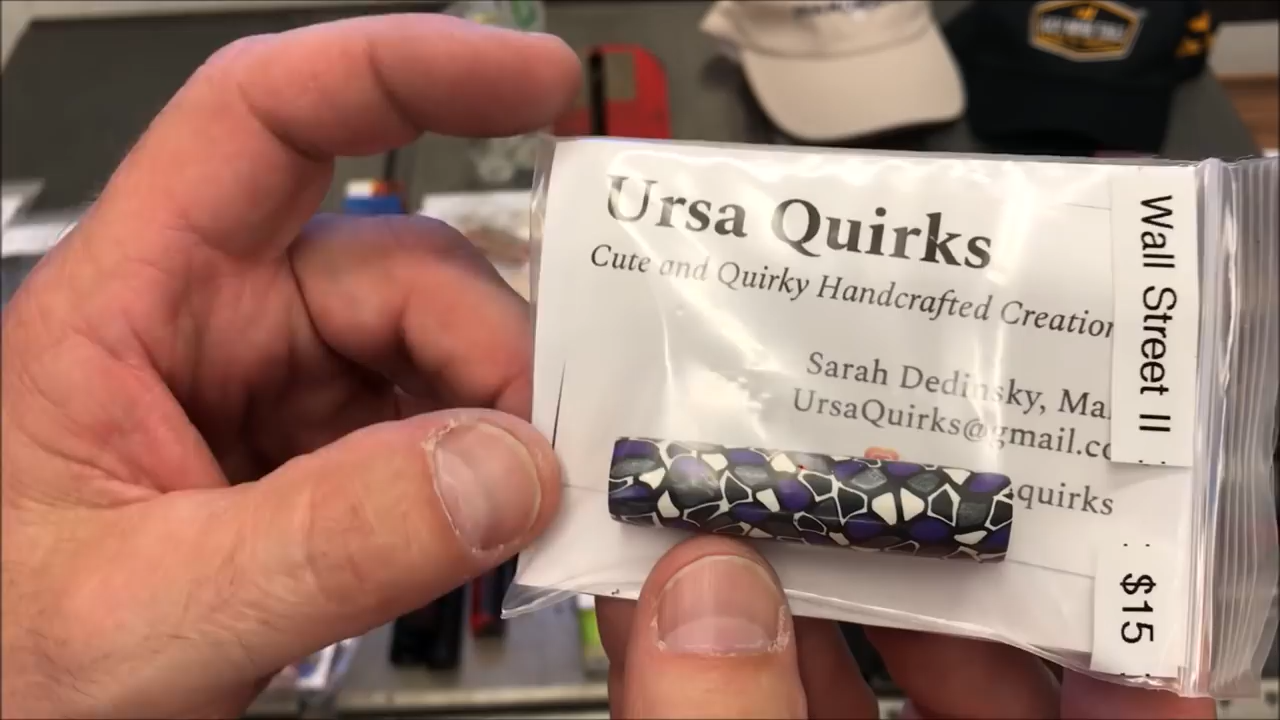 Ursa Quirks
Cute and Quirky Handcrafted Creation
Sarah Dedinsky, Ma
UrsaQuirks@gmail.co
quirks
Wall Street II
$15